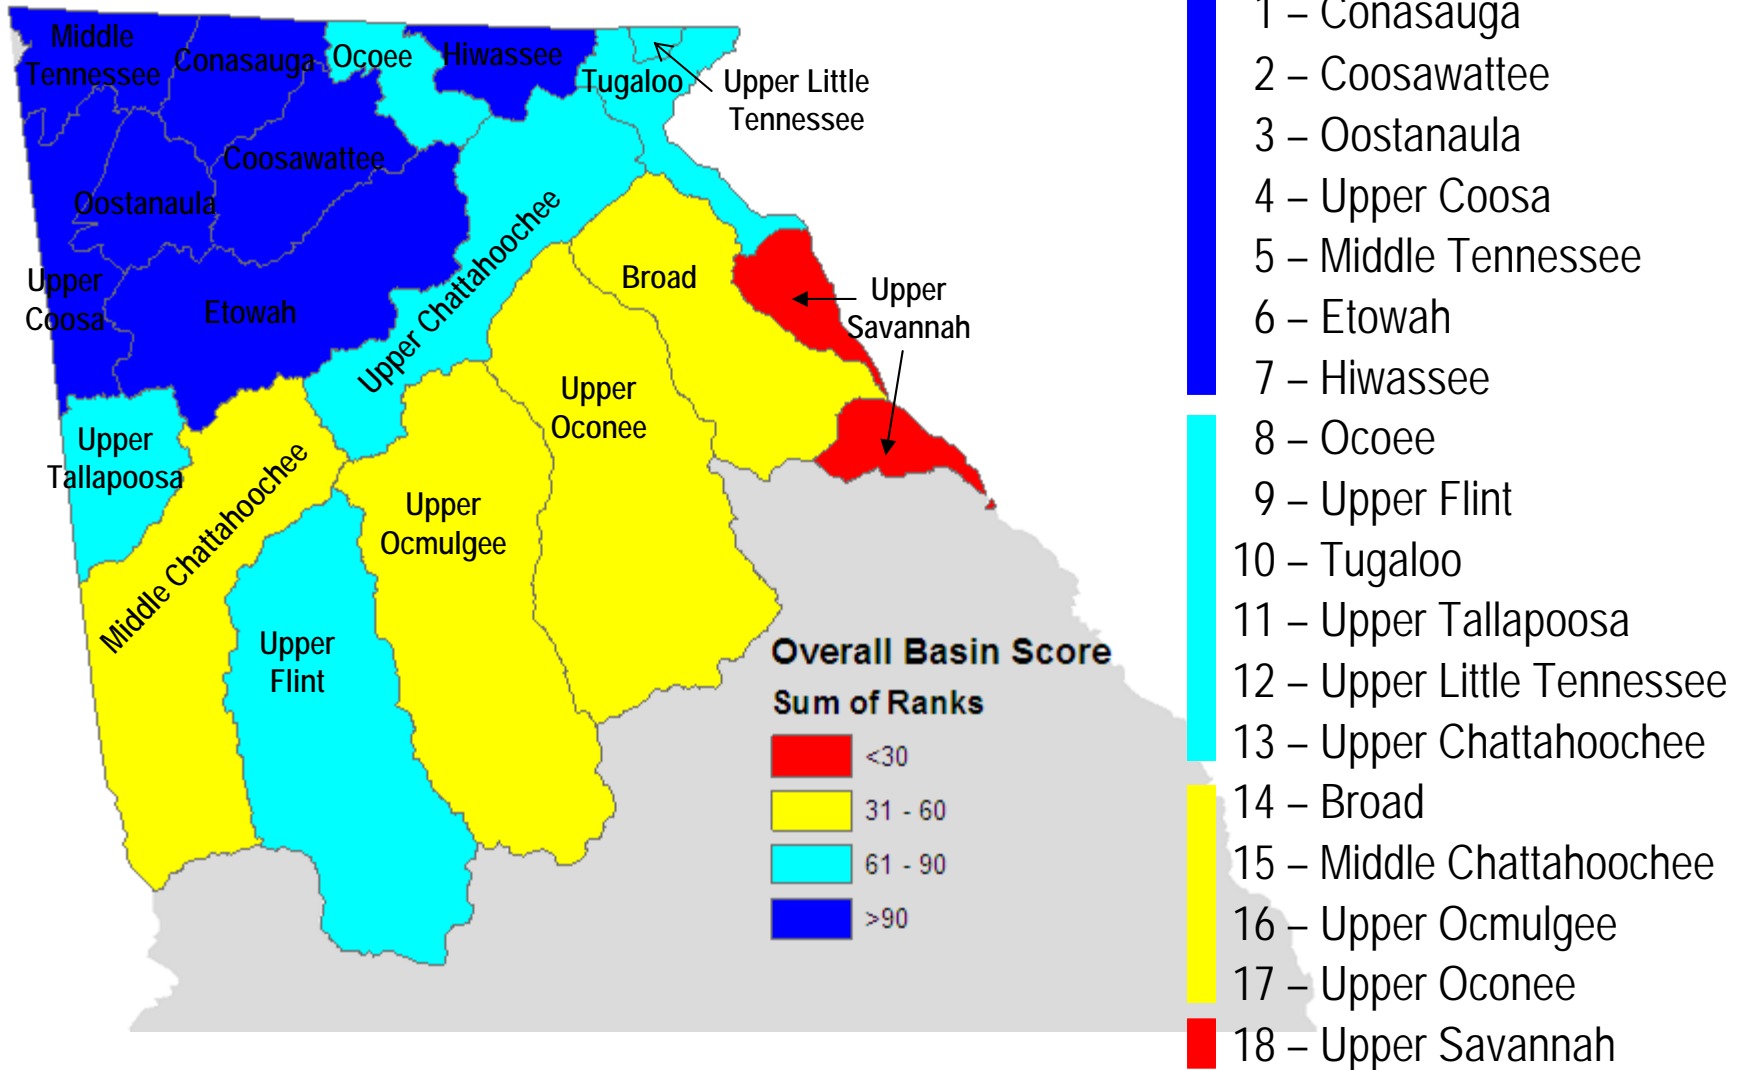 Middle
Tennessee
Conasauga
Ocoee
Hiwassee
Tugaloo
Upper Little
Tennessee
Coosawattee
Oostanaula
Upper
Coosa
Etowah
Upper Chattahoochee
Broad
Upper
Savannah
Upper
Tallapoosa
Middle Chattahoochee
Upper
Oconee
Upper
Ocmulgee
Upper
Flint
Overall Basin Score
Sum of Ranks
<30
31 - 60
61 - 90
>90
1 – Conasauga
2 – Coosawattee
3 – Oostanaula
4 – Upper Coosa
5 – Middle Tennessee
6 – Etowah
7 – Hiwassee
8 – Ocoee
9 – Upper Flint
10 – Tugaloo
11 – Upper Tallapoosa
12 – Upper Little Tennessee
13 – Upper Chattahoochee
14 – Broad
15 – Middle Chattahoochee
16 – Upper Ocmulgee
17 – Upper Oconee
18 – Upper Savannah